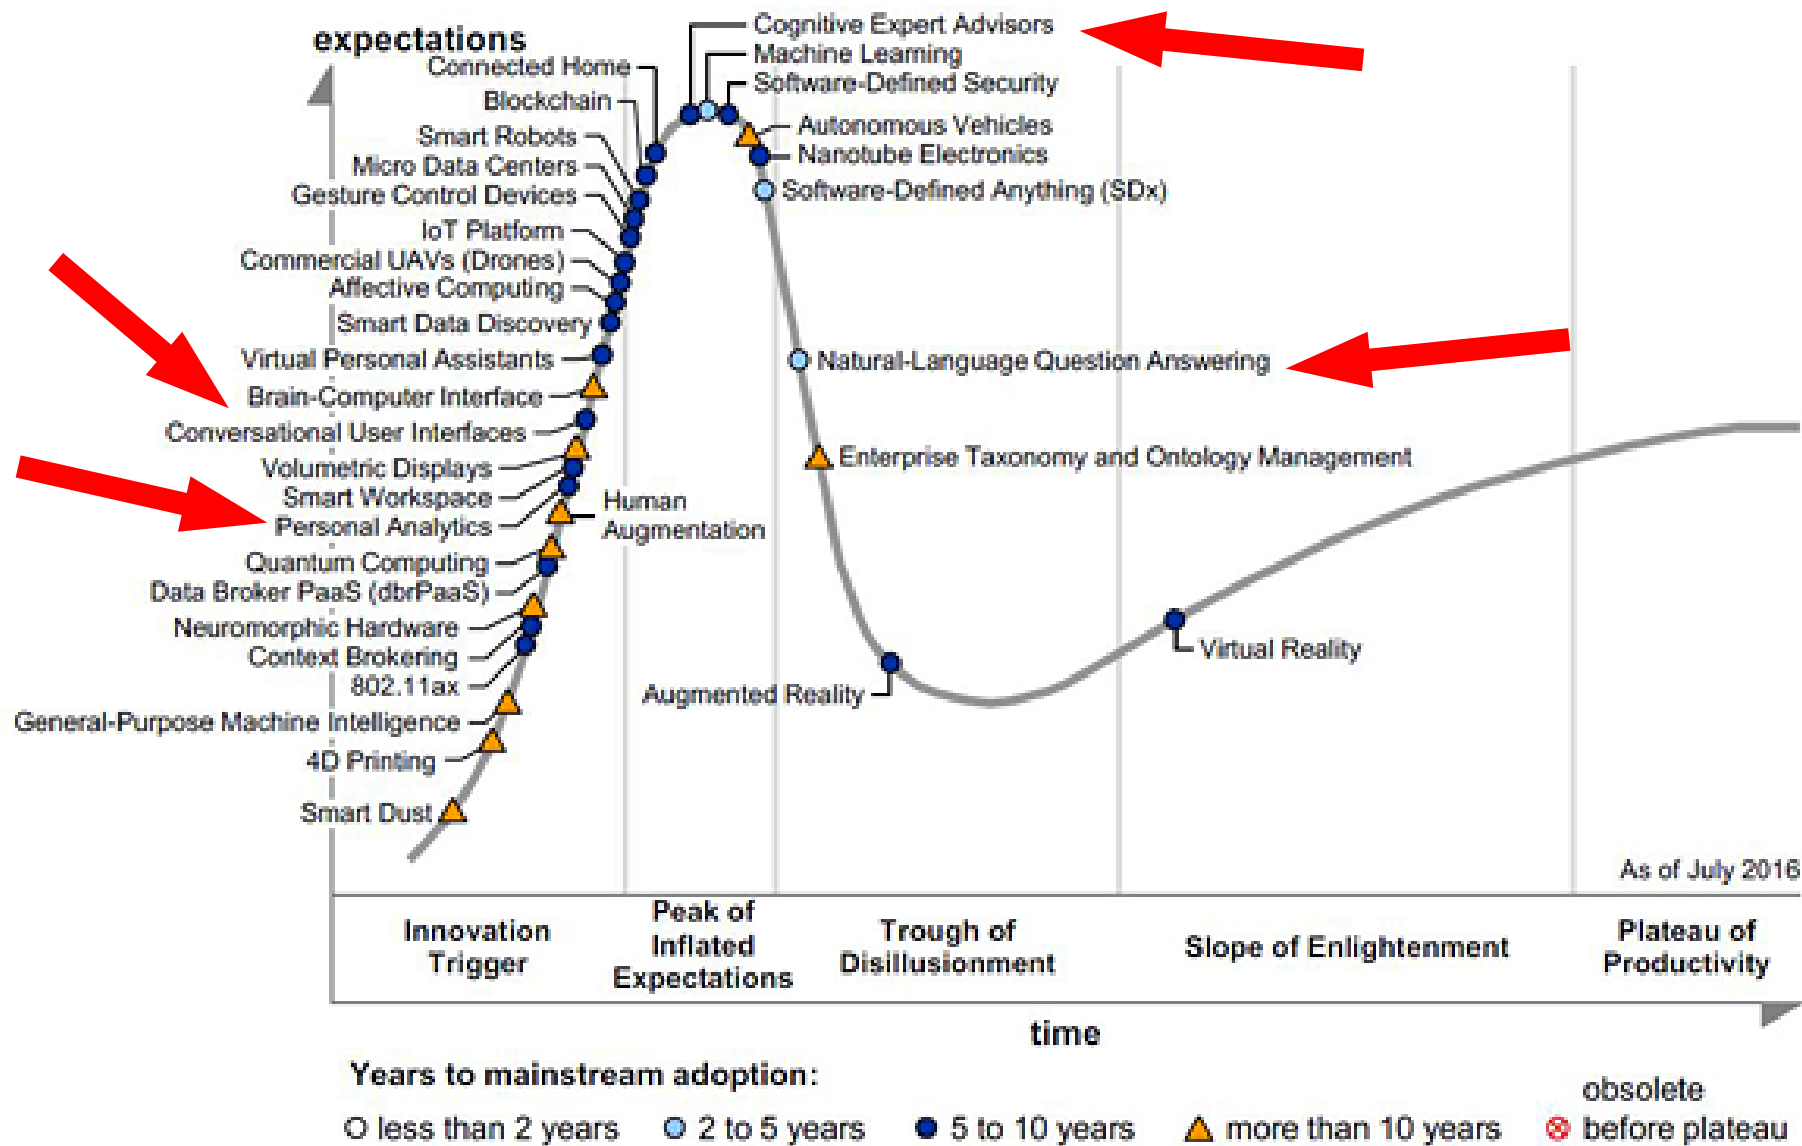 expectations
Cognitive Expert Advisors
Machine Learning
Software-Defined Security
Autonomous Vehicles
Nanotube Electronics
Software-Defined Anything (SDx)
Connected Home
Blockchain
Smart Robots
Micro Data Centers
Gesture Control Devices
IoT Platform
Commercial UAVs (Drones)
Affective Computing
Smart Data Discovery
Virtual Personal Assistants
Brain-Computer Interface
Conversational User Interfaces
Volumetric Displays
Smart Workspace
Personal Analytics
Quantum Computing
Data Broker PaaS (dbrPaaS)
Neuromorphic Hardware
Context Brokering
802.11ax
General-Purpose Machine Intelligence
4D Printing
Smart Dust
Human
Augmentation
Natural-Language Question Answering
Enterprise Taxonomy and Ontology Management
Augmented Reality
Virtual Reality
As of July 2016
Innovation
Trigger
Peak of
Inflated
Expectations
Trough of
Disillusionment
Slope of Enlightenment
Plateau of
Productivity
time
Years to mainstream adoption:
less than 2 years
2 to 5 years
5 to 10 years
more than 10 years
obsolete
before plateau